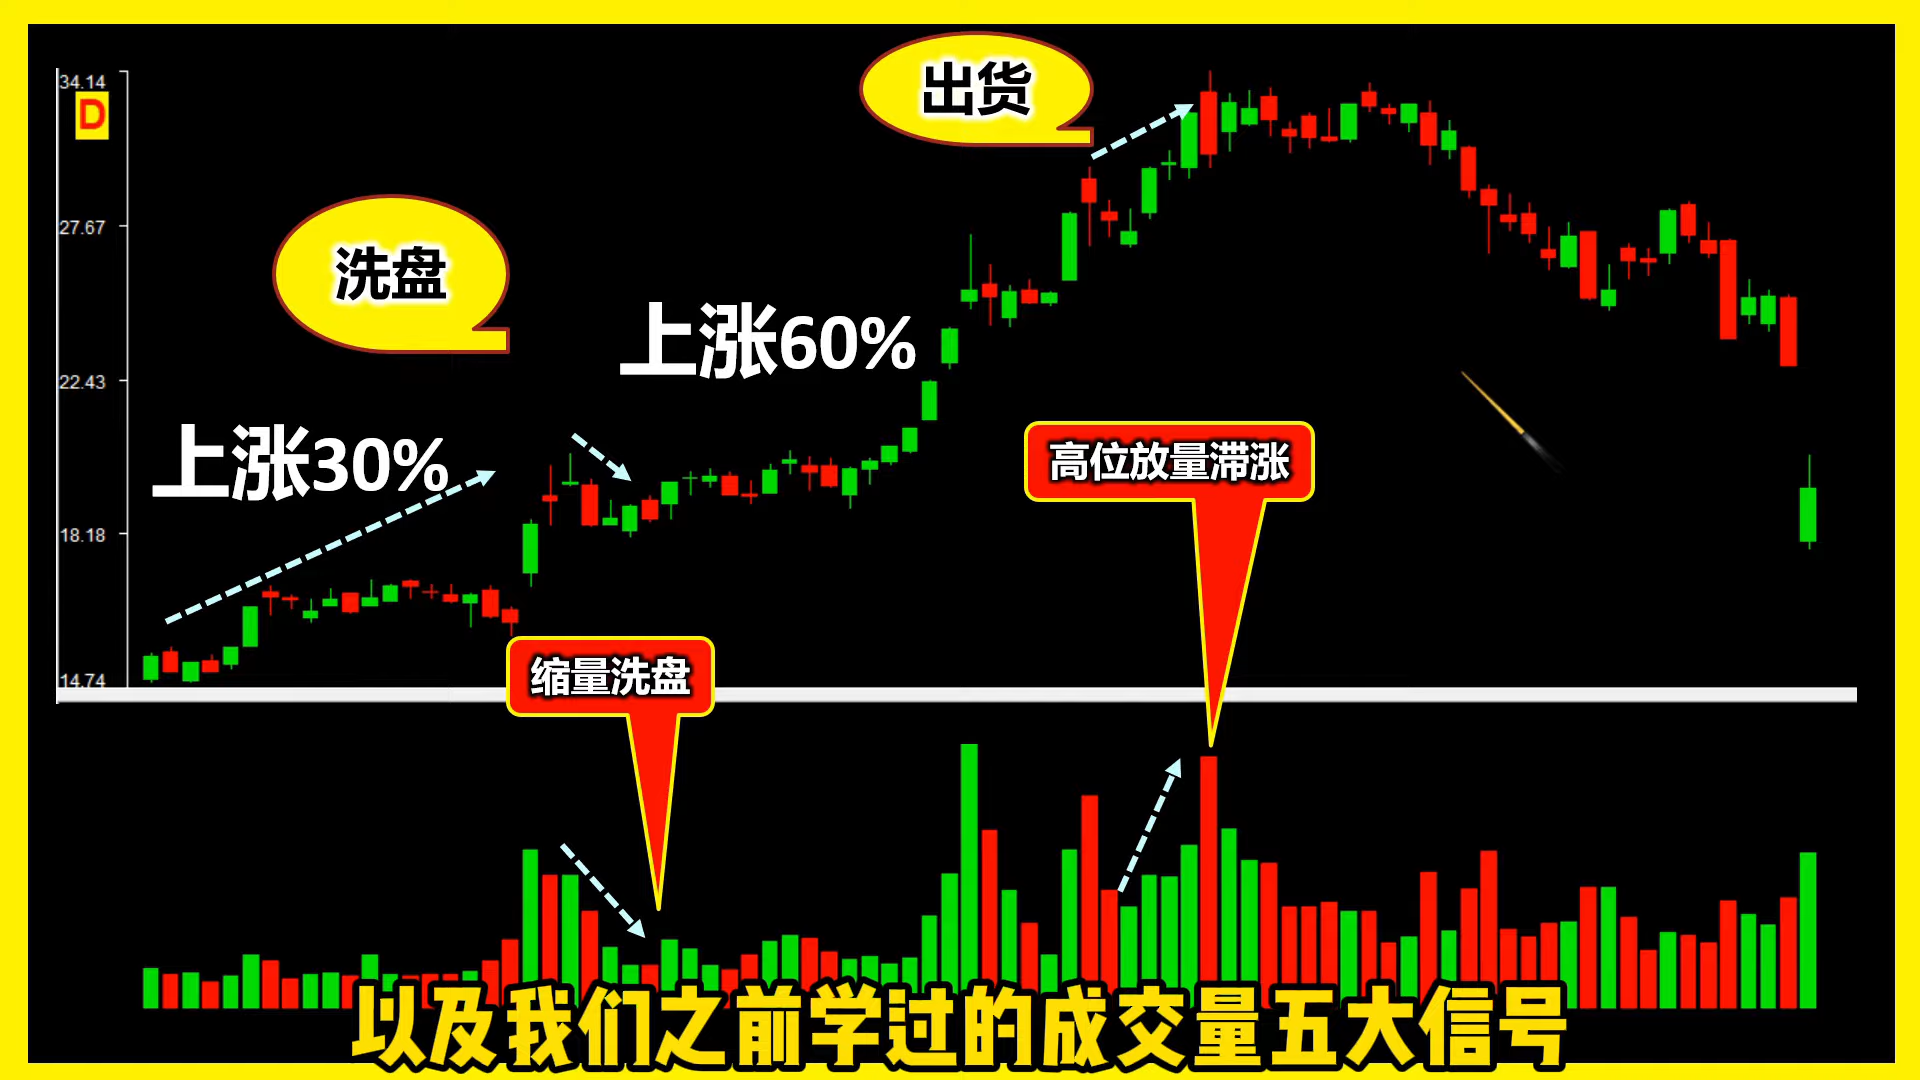 34.14
D
出货
27.67
洗盘
上涨60%
22.43
上涨30%
高位放量滞涨
18.18
缩量洗盘
14.74
以及我们之前学过的成交量五大信号